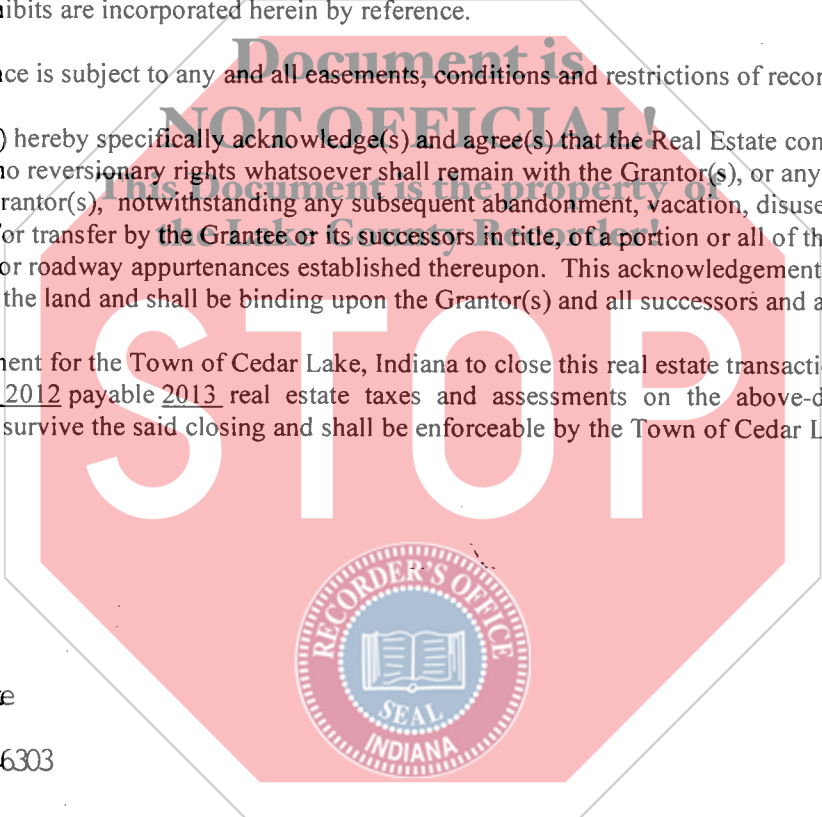 ibits are incorporated herein by reference.
Document is
ce is subject to any and all easements, conditions and restrictions of recor
NOT OFFICIAL!
) hereby specifically acknowledge(s) and agree(s) that the Real Estate con
no reversionary rights whatsoever shall remain with the Grantor(s), or any
This Document is the property of
rantor(s), notwithstanding any subsequent abandonment, vacation, disuse
the Lake County Recorder!
or transfer by the Grantee or its successors in title, of a portion or all of th
or roadway appurtenances established thereupon. This acknowledgement
the land and shall be binding upon the Grantor(s) and all successors and a
STOP
ent for the Town of Cedar Lake, Indiana to close this real estate transacti
2012 payable 2013 real estate taxes and assessments on the above-d
survive the said closing and shall be enforceable by the Town of Cedar L
RECORDER'S OFFICE
SEAL
INDIANA
e
6303